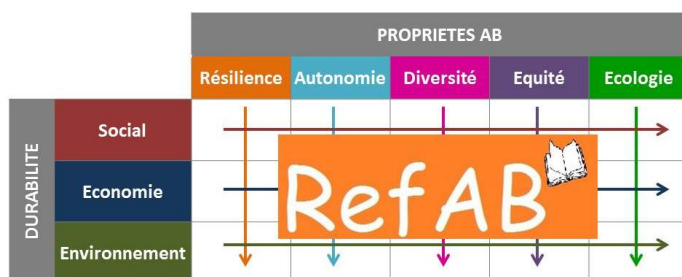 PROPRIETES AB
Résilience Autonomie Diversité Equité Ecologie
DURABILITE
Social
Economie
Environnement
RefAB